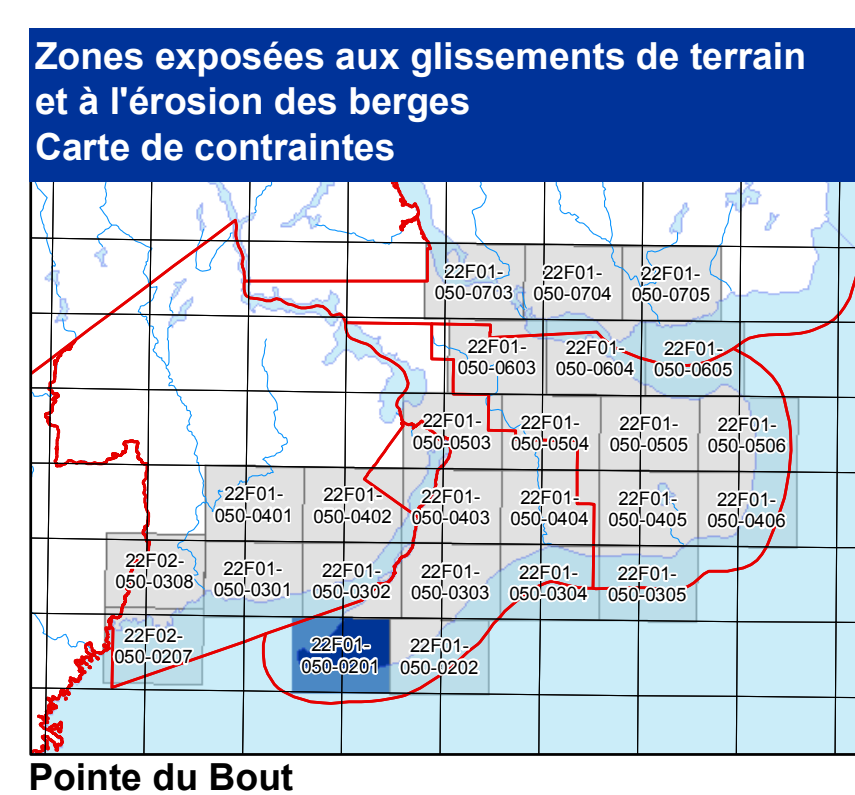 Zones exposées aux glissements de terrain
et à l'érosion des berges
Carte de contraintes
22F01-
050-0703
22F01-
050-0704
22F01-
050-0705
22F01-
050-0603
22F01-
050-0604
22F01-
050-0605
22F01-
050-0503
22F01-
050-0504
22F01-
050-0505
22F01-
050-0506
22F01-
050-0401
22F01-
050-0402
22F01-
050-0403
22F01-
050-0404
22F01-
050-0405
22F01-
050-0406
22F02-
050-0308
22F01-
050-0301
22F01-
050-0302
22F01-
050-0303
22F01-
050-0304
22F01-
050-0305
22F02-
050-0207
22F01-
050-0201
22F01-
050-0202
Pointe du Bout